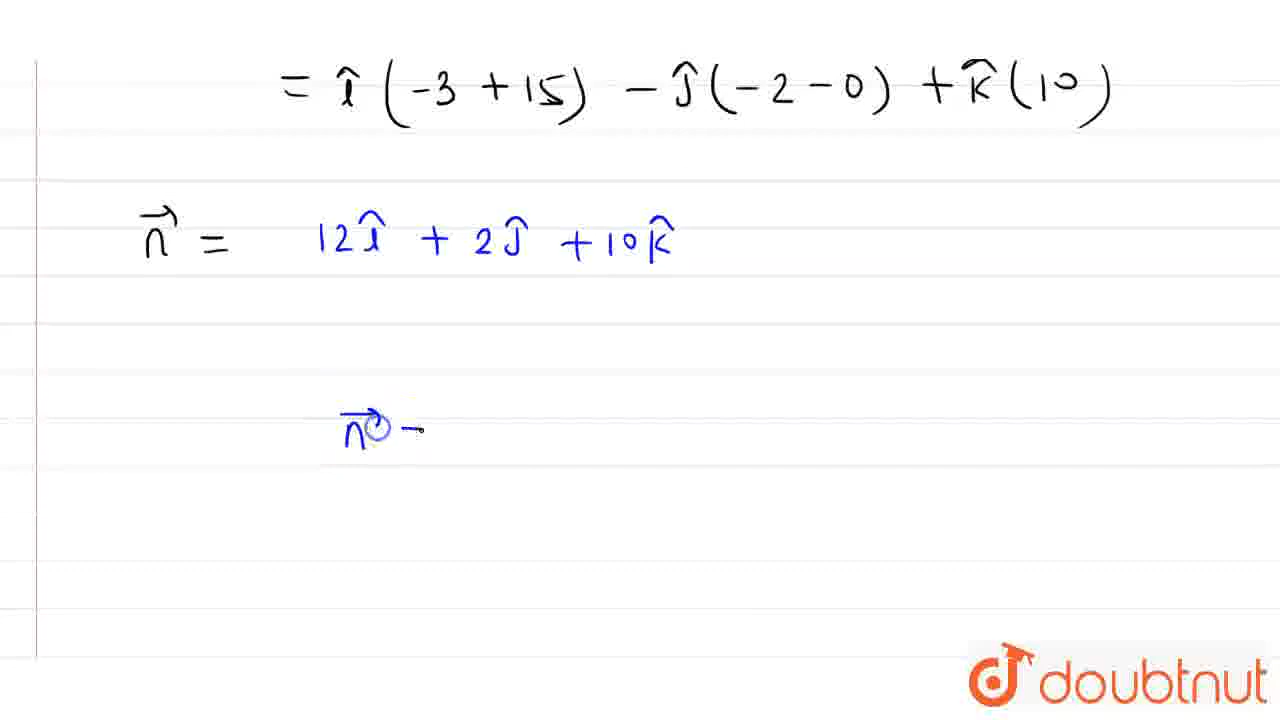 = î (-3 + 15) - ĵ (-2 - 0) + k̂ (10)
n⃗ = 12î + 2ĵ + 10k̂
n⃗ -
doubtnut